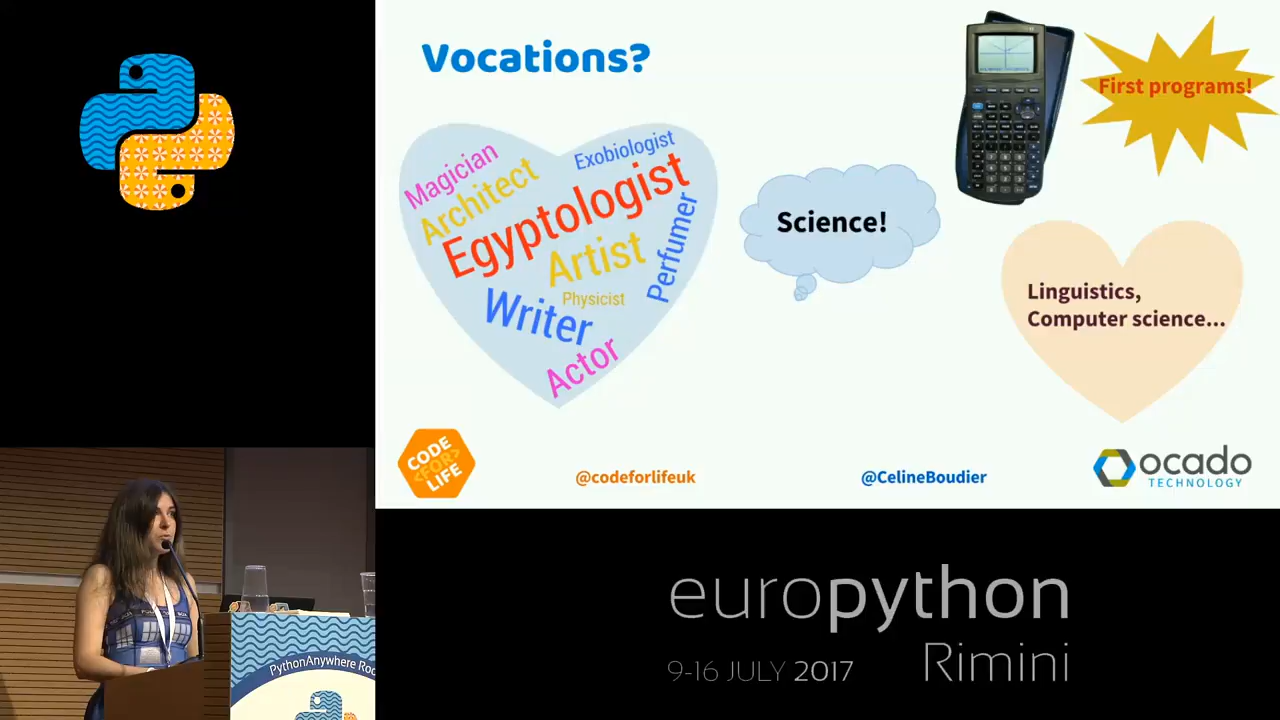 Vocations?
First programs!
Magician
Exobiologist
Architect
Egyptologist
Artist
Perfumer
Physicist
Writer
Actor
Science!
Linguistics,
Computer science...
CODE
<FOR>
LIFE
@codeforlifeuk
@CelineBoudier
ocado
TECHNOLOGY
europython
9-16 JULY 2017
Rimini
PythonAnywhere Roo